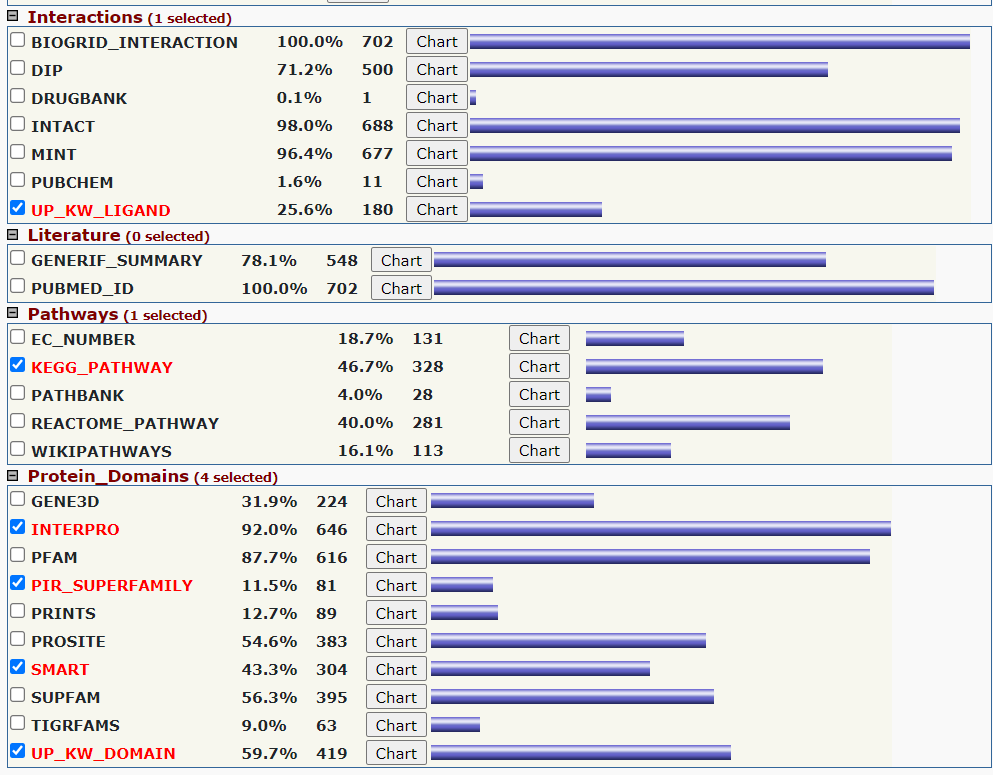 Interactions (1 selected)
BIOGRID_INTERACTION 100.0% 702 Chart
DIP 71.2% 500 Chart
DRUGBANK 0.1% 1 Chart
INTACT 98.0% 688 Chart
MINT 96.4% 677 Chart
PUBCHEM 1.6% 11 Chart
UP_KW_LIGAND 25.6% 180 Chart
Literature (0 selected)
GENERIF_SUMMARY 78.1% 548 Chart
PUBMED_ID 100.0% 702 Chart
Pathways (1 selected)
EC_NUMBER 18.7% 131 Chart
KEGG_PATHWAY 46.7% 328 Chart
PATHBANK 4.0% 28 Chart
REACTOME_PATHWAY 40.0% 281 Chart
WIKIPATHWAYS 16.1% 113 Chart
Protein_Domains (4 selected)
GENE3D 31.9% 224 Chart
INTERPRO 92.0% 646 Chart
PFAM 87.7% 616 Chart
PIR_SUPERFAMILY 11.5% 81 Chart
PRINTS 12.7% 89 Chart
PROSITE 54.6% 383 Chart
SMART 43.3% 304 Chart
SUPFAM 56.3% 395 Chart
TIGRFAMS 9.0% 63 Chart
UP_KW_DOMAIN 59.7% 419 Chart